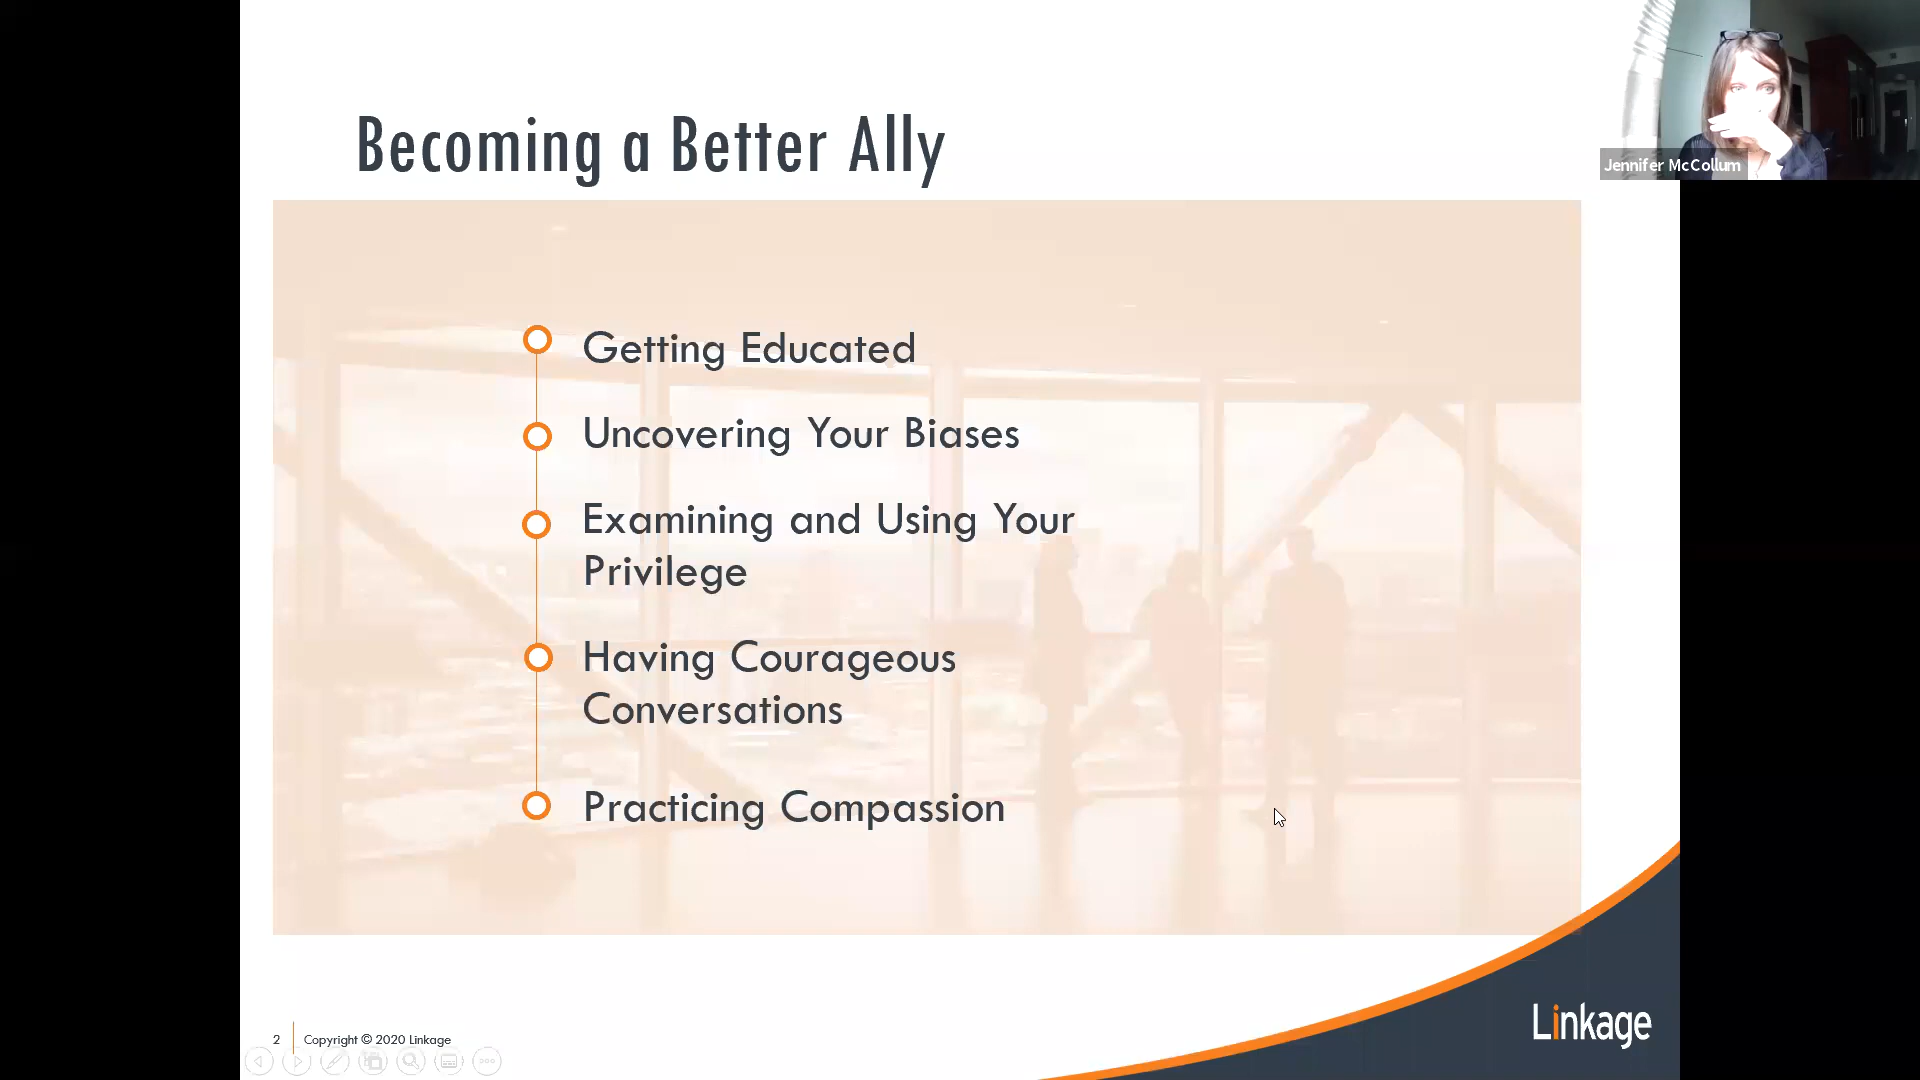 Becoming a Better Ally
Jennifer McCollum
Getting Educated
Uncovering Your Biases
Examining and Using Your
Privilege
Having Courageous
Conversations
Practicing Compassion
2
Copyright © 2020 Linkage
Linkage